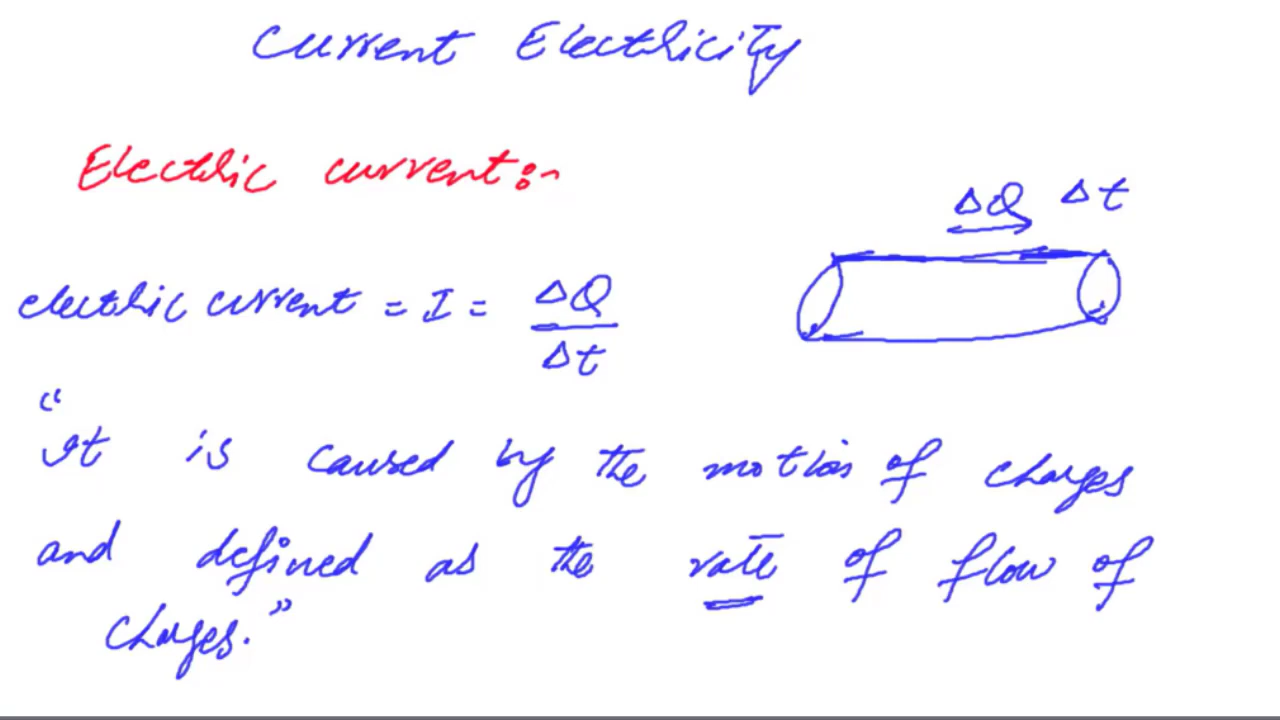 Current Electricity
Electric current :-
ΔQ Δt
electric current = I = ΔQ / Δt
"It is caused by the motion of charges
and defined as the rate of flow of
charges."